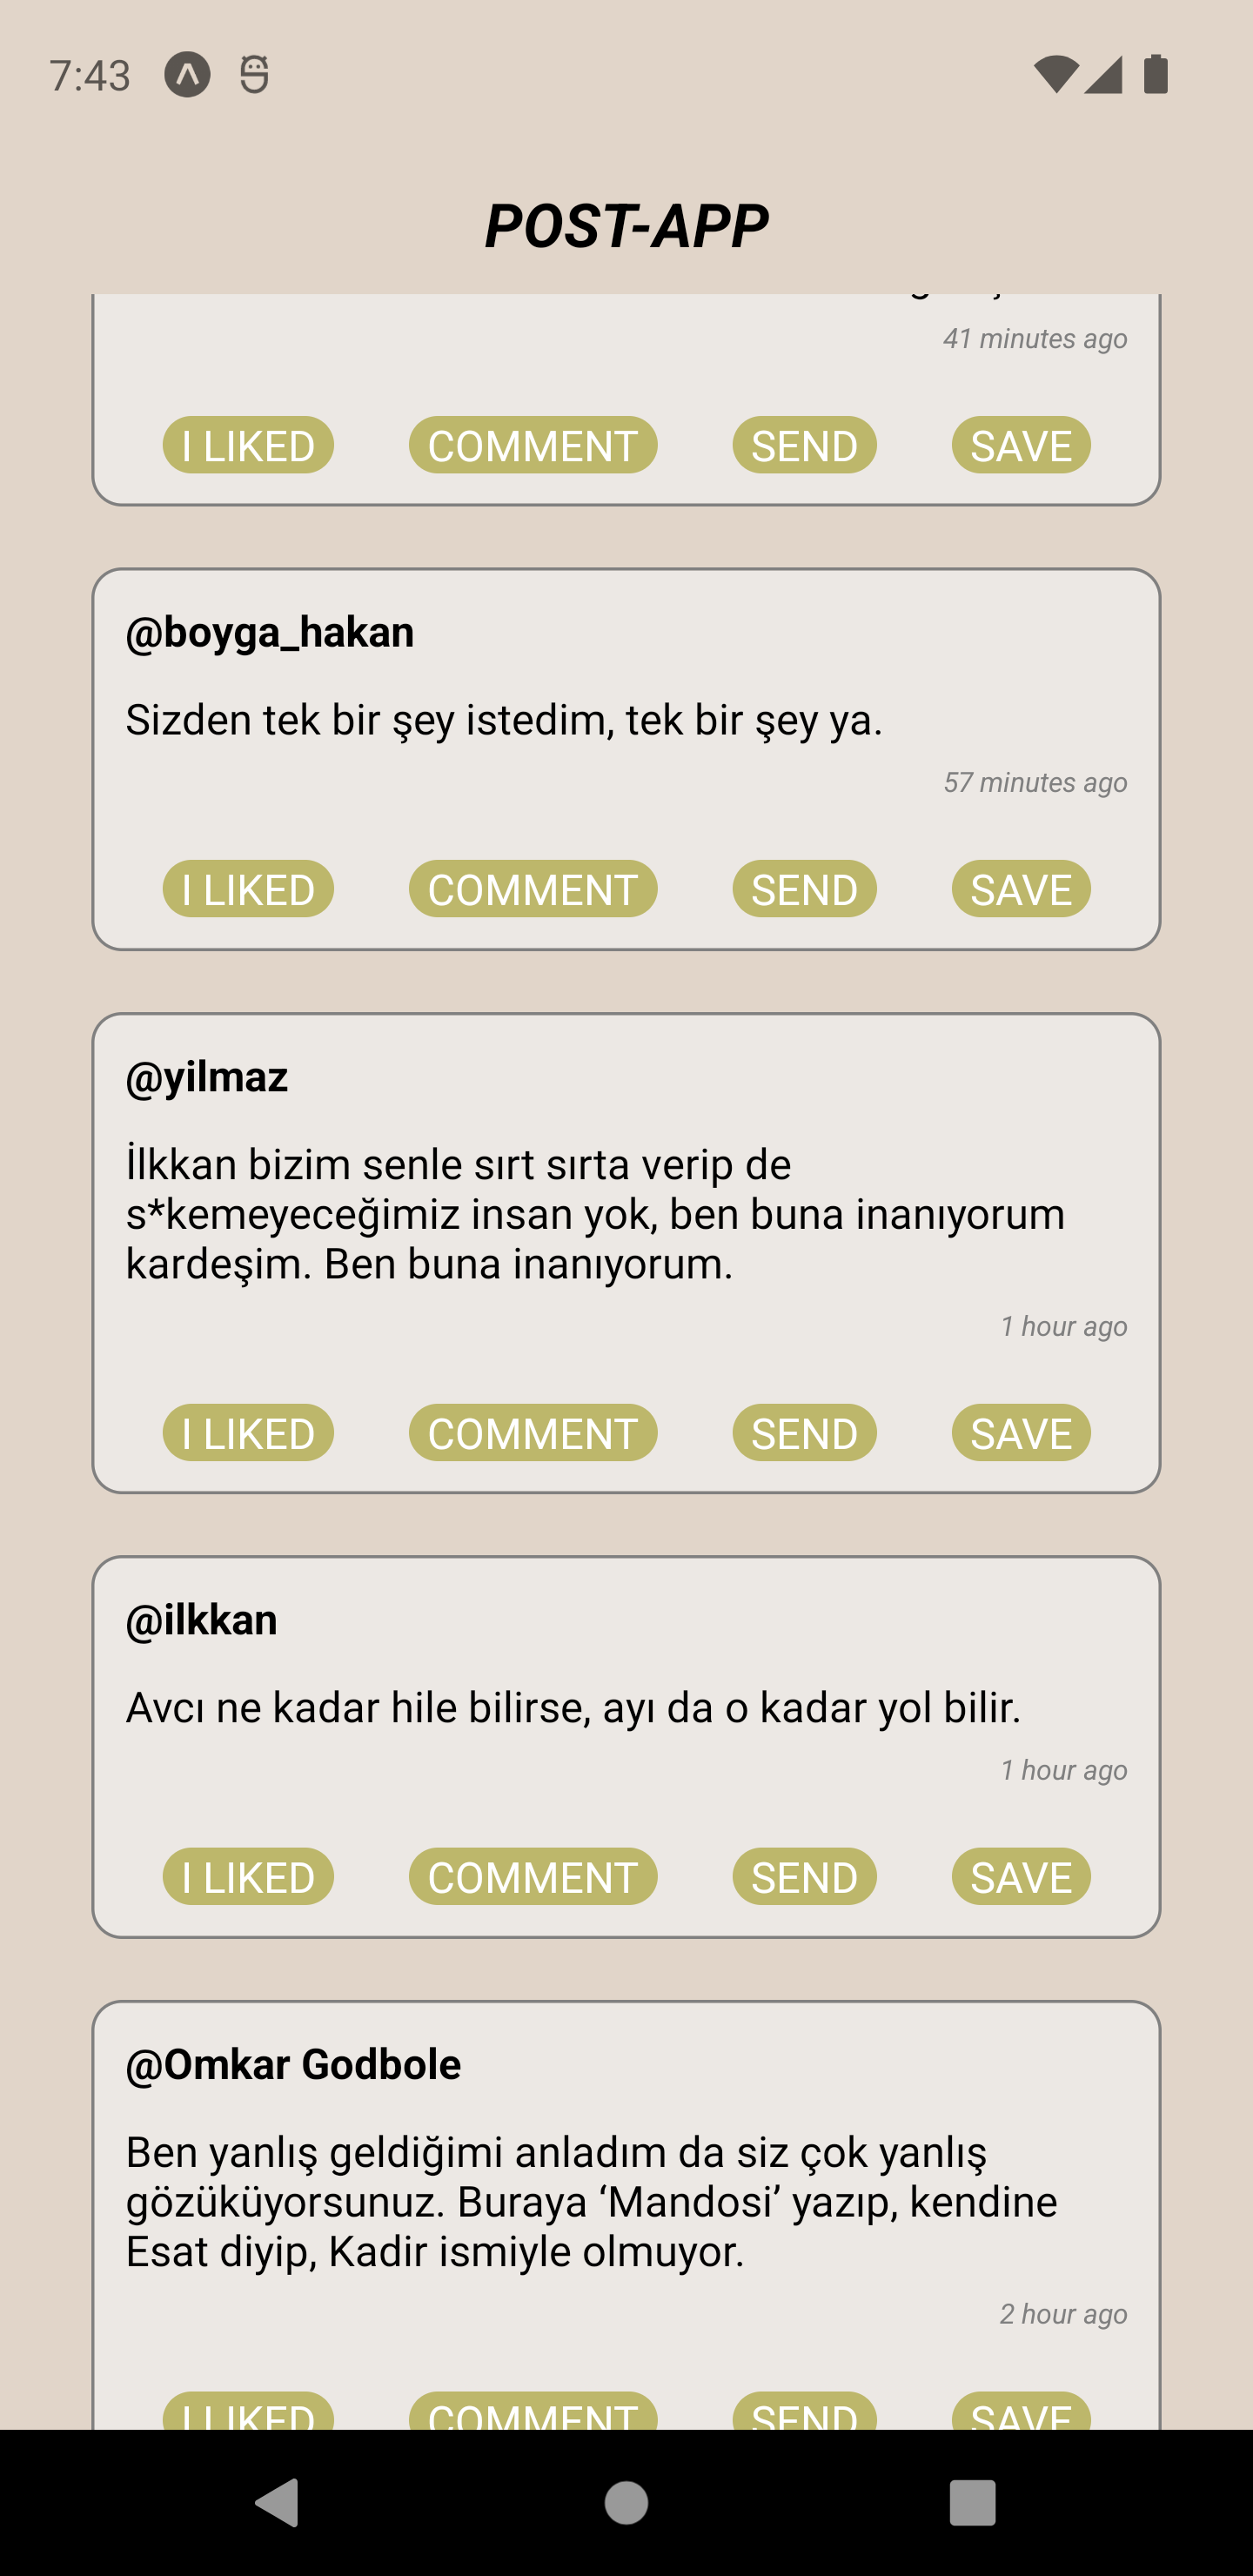 7:43
POST-APP
41 minutes ago
I LIKED COMMENT SEND SAVE
@boyga_hakan
Sizden tek bir şey istedim, tek bir şey ya.
57 minutes ago
I LIKED COMMENT SEND SAVE
@yilmaz
İlkkan bizim senle sırt sırta verip de
s*kemeyeceğimiz insan yok, ben buna inanıyorum
kardeşim. Ben buna inanıyorum.
1 hour ago
I LIKED COMMENT SEND SAVE
@ilkkan
Avcı ne kadar hile bilirse, ayı da o kadar yol bilir.
1 hour ago
I LIKED COMMENT SEND SAVE
@Omkar Godbole
Ben yanlış geldiğimi anladım da siz çok yanlış
gözüküyorsunuz. Buraya ‘Mandosi’ yazıp, kendine
Esat diyip, Kadir ismiyle olmuyor.
2 hour ago
I LIKED COMMENT SEND SAVE